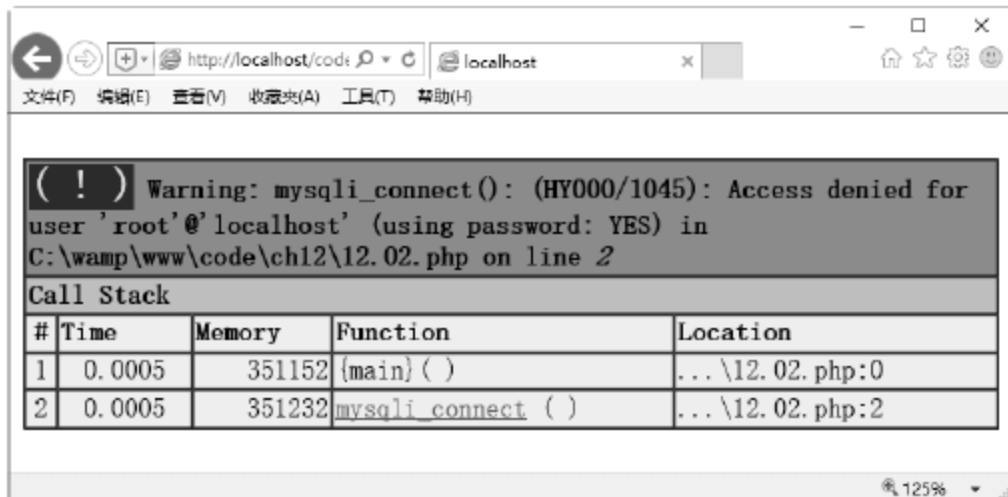 http://localhost/code
localhost
文件(F) 编辑(E) 查看(V) 收藏夹(A) 工具(T) 帮助(H)
( ! ) Warning: mysqli_connect(): (HY000/1045): Access denied for
user 'root'@'localhost' (using password: YES) in
C:\wamp\www\code\ch12\12.02.php on line 2
Call Stack
# Time Memory Function Location
1 0.0005 351152 {main}( ) ...\12.02.php:0
2 0.0005 351232 mysqli_connect ( ) ...\12.02.php:2
125%